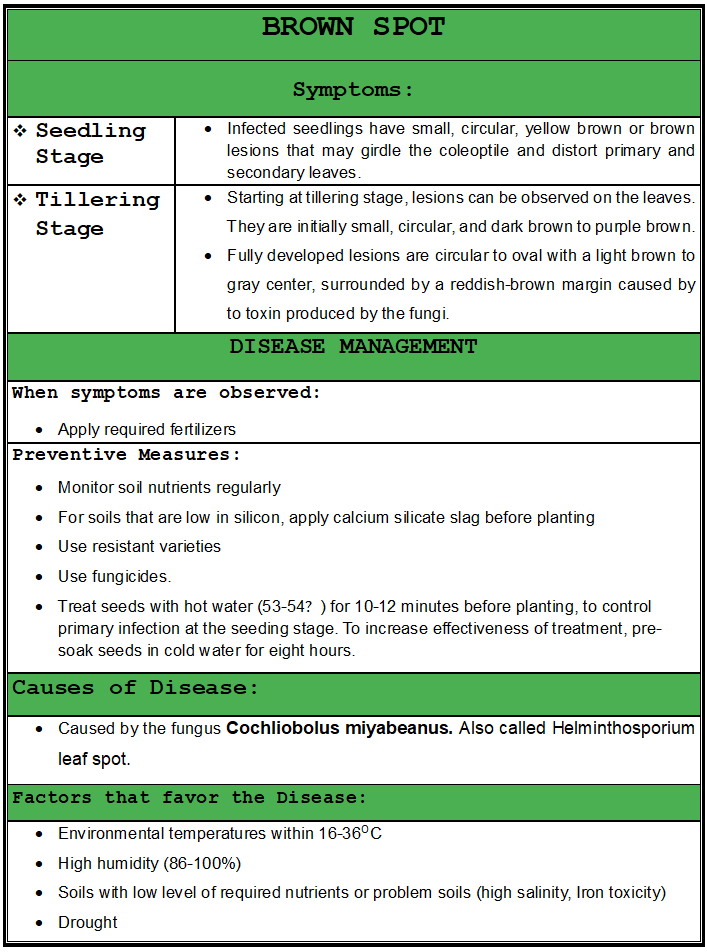 BROWN SPOT
Symptoms:
❖ Seedling
Stage
• Infected seedlings have small, circular, yellow brown or brown
lesions that may girdle the coleoptile and distort primary and
secondary leaves.
❖ Tillering
Stage
• Starting at tillering stage, lesions can be observed on the leaves.
They are initially small, circular, and dark brown to purple brown.
• Fully developed lesions are circular to oval with a light brown to
gray center, surrounded by a reddish-brown margin caused by
to toxin produced by the fungi.
DISEASE MANAGEMENT
When symptoms are observed:
• Apply required fertilizers
Preventive Measures:
• Monitor soil nutrients regularly
• For soils that are low in silicon, apply calcium silicate slag before planting
• Use resistant varieties
• Use fungicides.
• Treat seeds with hot water (53-54? ) for 10-12 minutes before planting, to control
primary infection at the seeding stage. To increase effectiveness of treatment, pre-
soak seeds in cold water for eight hours.
Causes of Disease:
• Caused by the fungus Cochliobolus miyabeanus. Also called Helminthosporium
leaf spot.
Factors that favor the Disease:
• Environmental temperatures within 16-36ᴼC
• High humidity (86-100%)
• Soils with low level of required nutrients or problem soils (high salinity, Iron toxicity)
• Drought